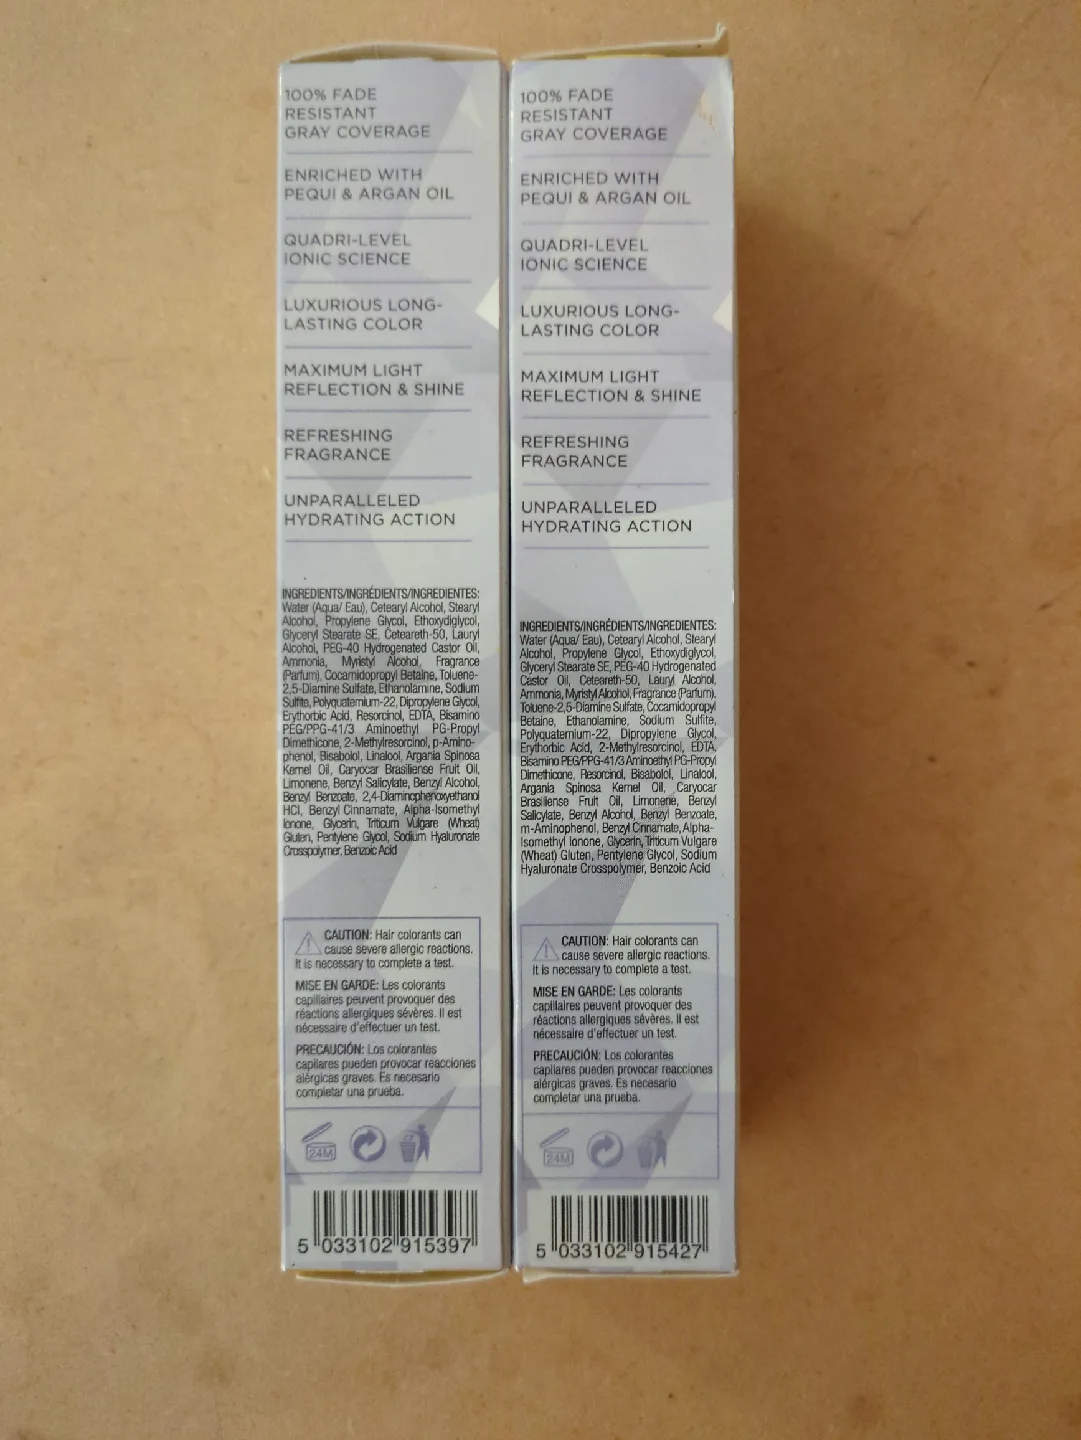 100% FADE
RESISTANT
GRAY COVERAGE
ENRICHED WITH
PEQUI & ARGAN OIL
QUADRI-LEVEL
IONIC SCIENCE
LUXURIOUS LONG-
LASTING COLOR
MAXIMUM LIGHT
REFLECTION & SHINE
REFRESHING
FRAGRANCE
UNPARALLELED
HYDRATING ACTION
INGREDIENTS/INGRÉDIENTS/INGREDIENTES:
Water (Aqua/ Eau), Cetearyl Alcohol, Stearyl
Alcohol, Propylene Glycol, Ethoxydiglycol,
Glyceryl Stearate SE, Ceteareth-50, Lauryl
Alcohol, PEG-40 Hydrogenated Castor Oil,
Ammonia, Myristyl Alcohol, Fragrance
(Parfum), Cocamidopropyl Betaine, Toluene-
2,5-Diamine Sulfate, Ethanolamine, Sodium
Sulfite, Polyquaternium-22, Dipropylene Glycol,
Erythorbic Acid, Resorcinol, EDTA, Bisamino
PEG/PPG-41/3 Aminoethyl PG-Propyl
Dimethicone, 2-Methylresorcinol, p-Amino-
phenol, Bisabolol, Linalool, Argania Spinosa
Kernel Oil, Caryocar Brasiliense Fruit Oil,
Limonene, Benzyl Salicylate, Benzyl Alcohol,
Benzyl Benzoate, 2,4-Diaminophenoxyethanol
HCI, Benzyl Cinnamate, Alpha-Isomethyl
Ionone, Glycerin, Triticum Vulgare (Wheat)
Gluten, Pentylene Glycol, Sodium Hyaluronate
Crosspolymer, Benzoic Acid
CAUTION: Hair colorants can
cause severe allergic reactions.
It is necessary to complete a test.
MISE EN GARDE: Les colorants
capillaires peuvent provoquer des
réactions allergiques sévères. Il est
nécessaire d'effectuer un test.
PRECAUCIÓN: Los colorantes
capilares pueden provocar reacciones
alérgicas graves. Es necesario
completar una prueba.
24M
5 033102 915397
100% FADE
RESISTANT
GRAY COVERAGE
ENRICHED WITH
PEQUI & ARGAN OIL
QUADRI-LEVEL
IONIC SCIENCE
LUXURIOUS LONG-
LASTING COLOR
MAXIMUM LIGHT
REFLECTION & SHINE
REFRESHING
FRAGRANCE
UNPARALLELED
HYDRATING ACTION
INGREDIENTS/INGRÉDIENTS/INGREDIENTES:
Water (Aqua/ Eau), Cetearyl Alcohol, Stearyl
Alcohol, Propylene Glycol, Ethoxydiglycol,
Glyceryl Stearate SE, PEG-40 Hydrogenated
Castor Oil, Ceteareth-50, Lauryl Alcohol,
Ammonia, Myristyl Alcohol, Fragrance (Parfum),
Toluene-2,5-Diamine Sulfate, Cocamidopropyl
Betaine, Ethanolamine, Sodium Sulfite,
Polyquaternium-22, Dipropylene Glycol,
Erythorbic Acid, 2-Methylresorcinol, EDTA,
Bisamino PEG/PPG-41/3 Aminoethyl PG-Propyl
Dimethicone, Resorcinol, Bisabolol, Linalool,
Argania Spinosa Kernel Oil, Caryocar
Brasiliense Fruit Oil, Limonene, Benzyl
Salicylate, Benzyl Alcohol, Benzyl Benzoate,
m-Aminophenol, Benzyl Cinnamate, Alpha-
Isomethyl Ionone, Glycerin, Triticum Vulgare
(Wheat) Gluten, Pentylene Glycol, Sodium
Hyaluronate Crosspolymer, Benzoic Acid
CAUTION: Hair colorants can
cause severe allergic reactions.
It is necessary to complete a test.
MISE EN GARDE: Les colorants
capillaires peuvent provoquer des
réactions allergiques sévères. Il est
nécessaire d'effectuer un test.
PRECAUCIÓN: Los colorantes
capilares pueden provocar reacciones
alérgicas graves. Es necesario
completar una prueba.
24M
5 033102 915427